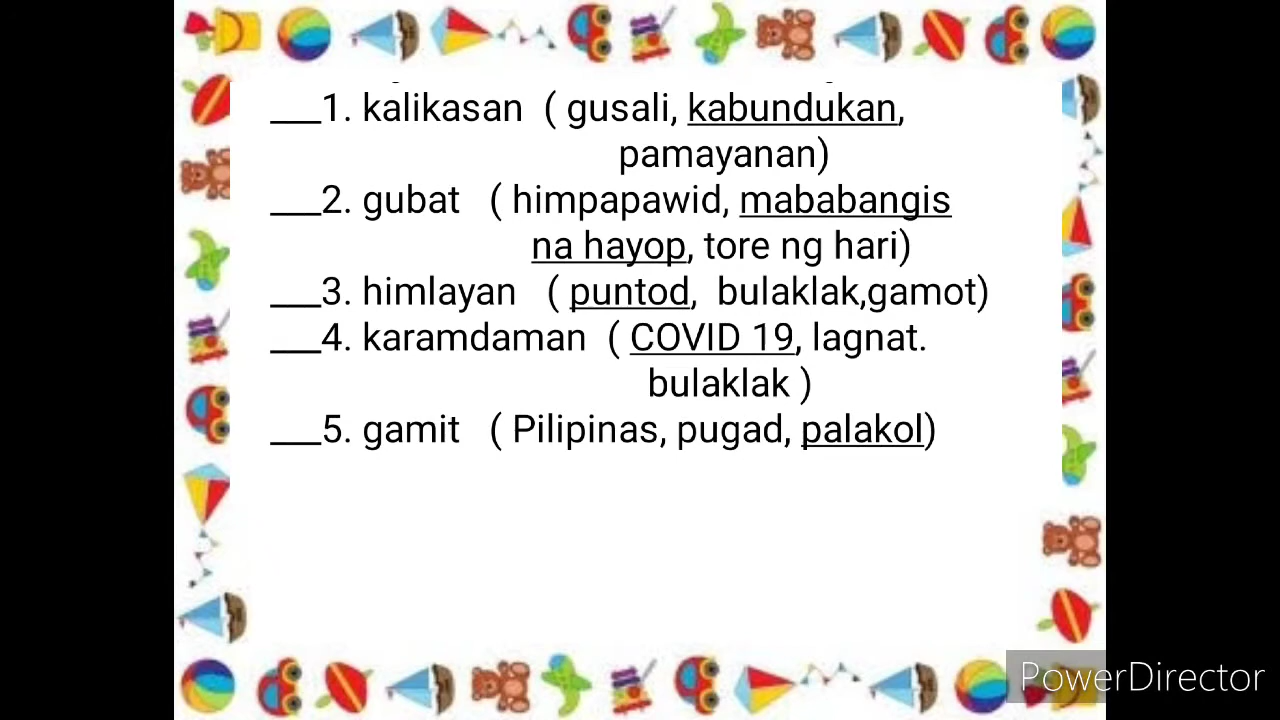 ___1. kalikasan ( gusali, kabundukan,
pamayanan)
___2. gubat ( himpapawid, mababangis
na hayop, tore ng hari)
___3. himlayan ( puntod, bulaklak,gamot)
___4. karamdaman ( COVID 19, lagnat.
bulaklak )
___5. gamit ( Pilipinas, pugad, palakol)
PowerDirector